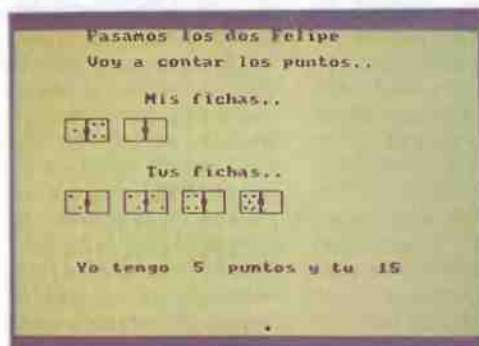 Pasamos los dos Felipe
Voy a contar los puntos..
Mis fichas..
Tus fichas..
Yo tengo 5 puntos y tu 15